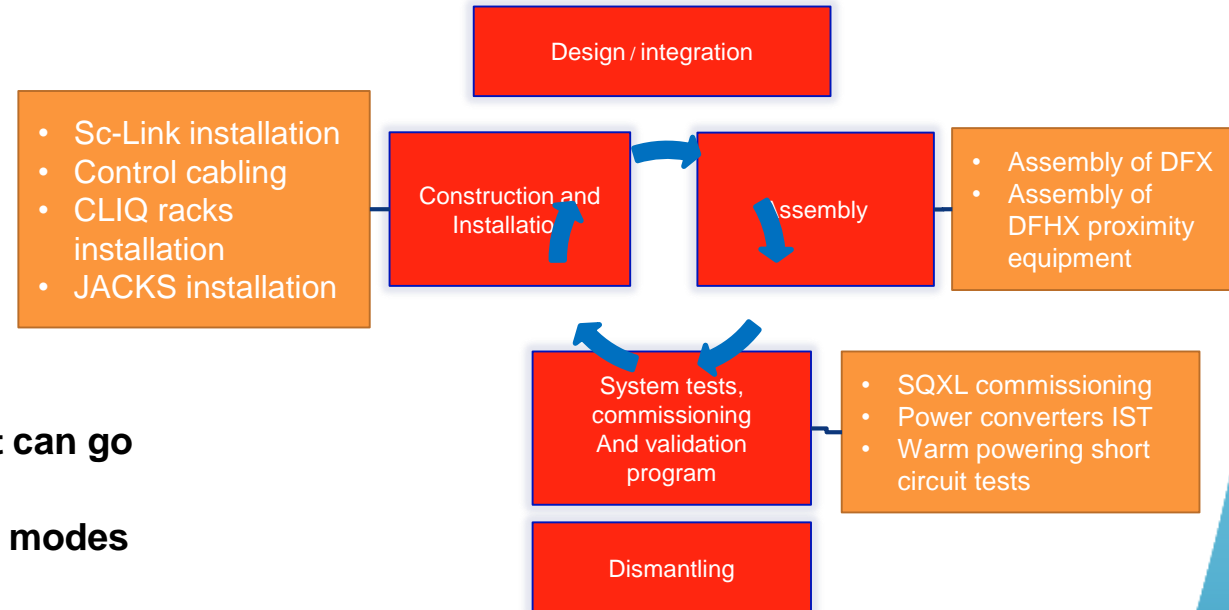 Design / integration
• Sc-Link installation
• Control cabling
• CLIQ racks
installation
• JACKS installation
Construction and
Installation
Assembly
• Assembly of DFX
• Assembly of
DFHX proximity
equipment
System tests,
commissioning
And validation
program
• SQXL commissioning
• Power converters IST
• Warm powering short
circuit tests
can go
modes
Dismantling